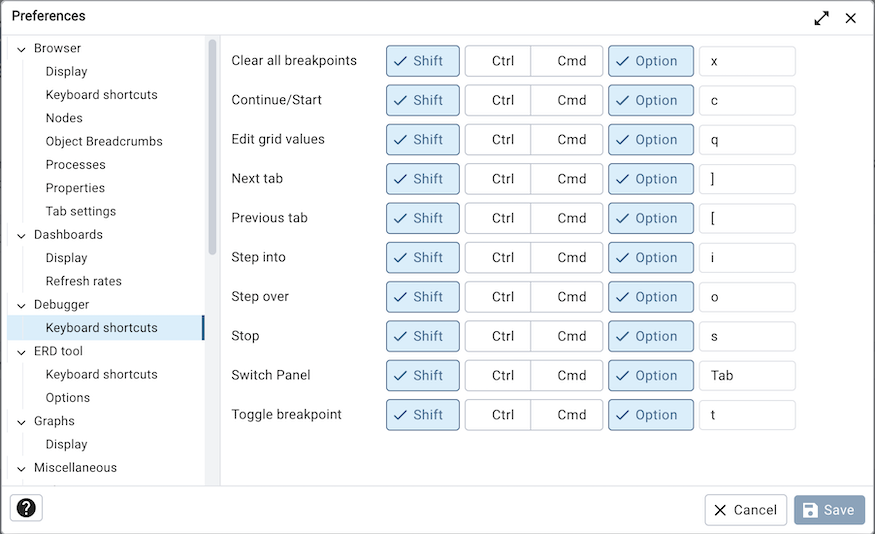 Preferences
Browser
Display
Keyboard shortcuts
Nodes
Object Breadcrumbs
Processes
Properties
Tab settings
Dashboards
Display
Refresh rates
Debugger
Keyboard shortcuts
ERD tool
Keyboard shortcuts
Options
Graphs
Display
Miscellaneous
Clear all breakpoints Shift Ctrl Cmd Option x
Continue/Start Shift Ctrl Cmd Option c
Edit grid values Shift Ctrl Cmd Option q
Next tab Shift Ctrl Cmd Option ]
Previous tab Shift Ctrl Cmd Option [
Step into Shift Ctrl Cmd Option i
Step over Shift Ctrl Cmd Option o
Stop Shift Ctrl Cmd Option s
Switch Panel Shift Ctrl Cmd Option Tab
Toggle breakpoint Shift Ctrl Cmd Option t
? Cancel Save